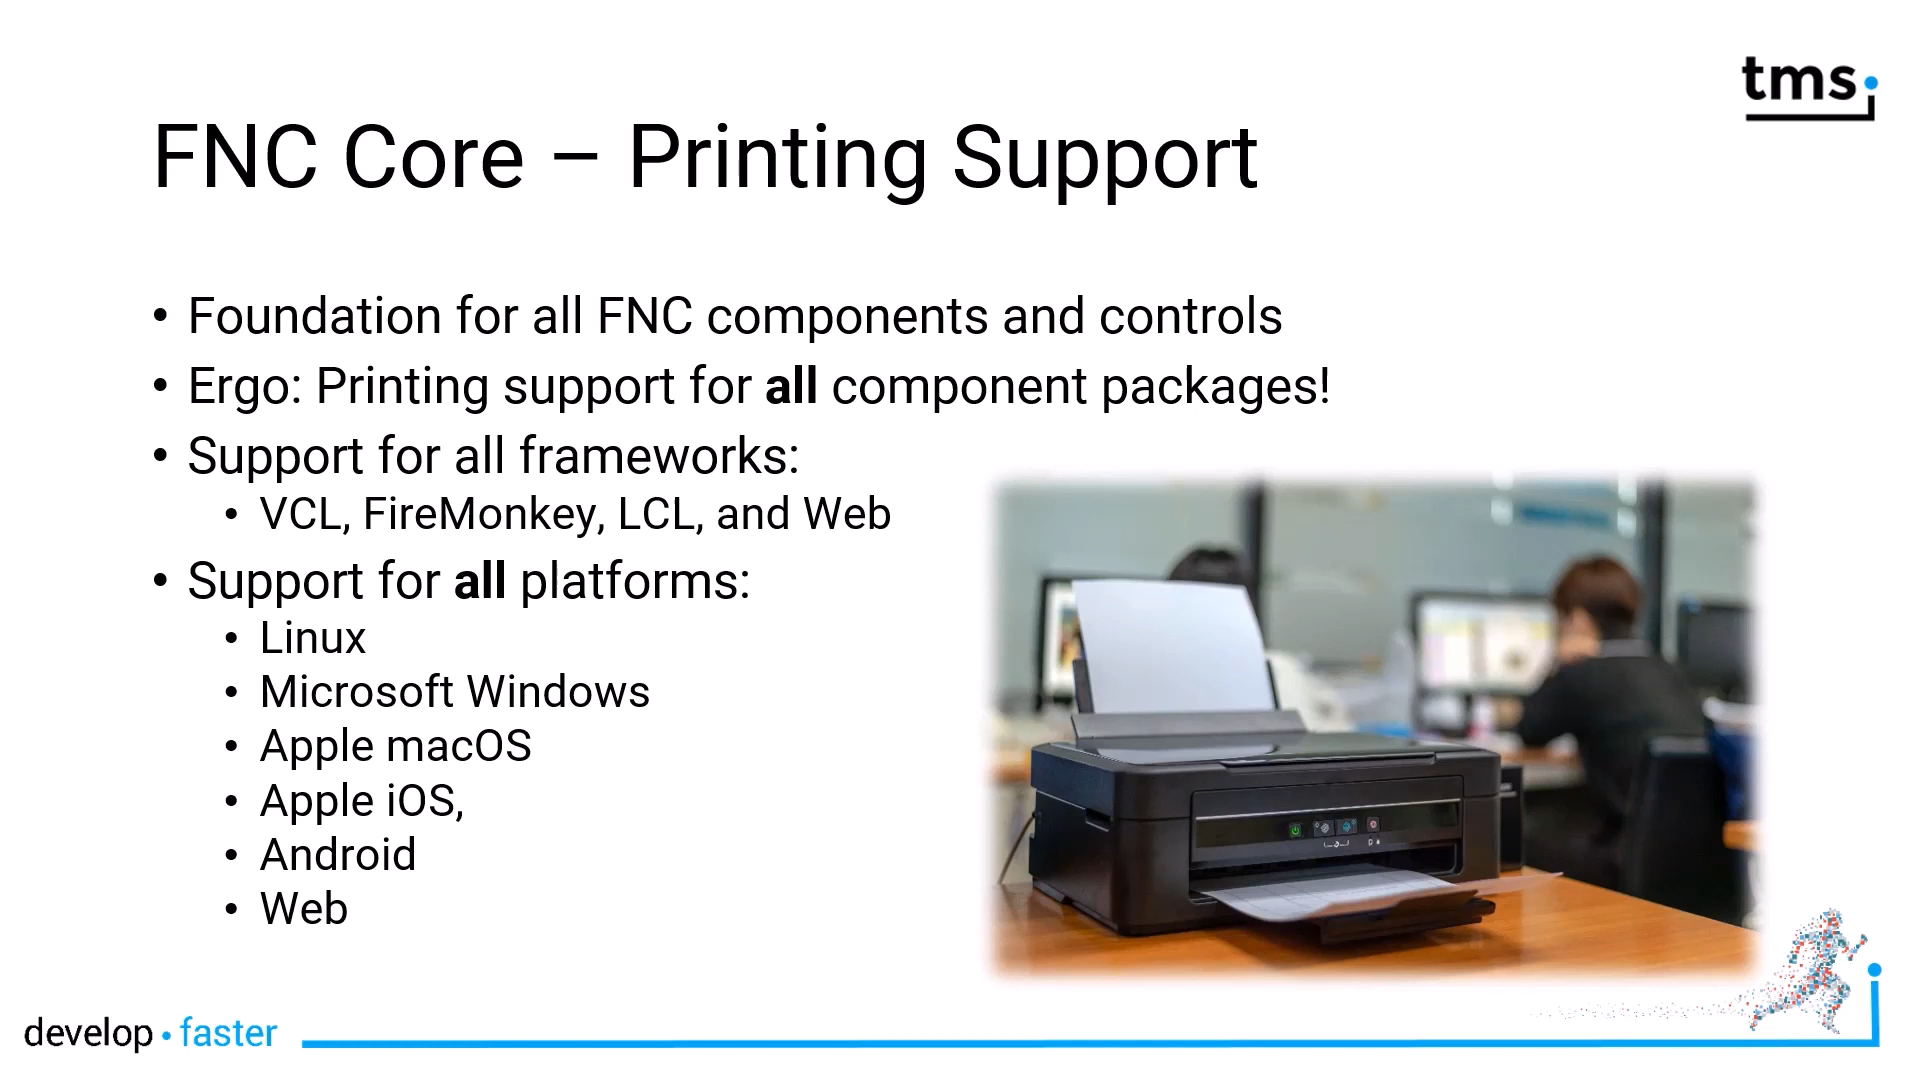 tms
FNC Core – Printing Support
• Foundation for all FNC components and controls
• Ergo: Printing support for all component packages!
• Support for all frameworks:
• VCL, FireMonkey, LCL, and Web
• Support for all platforms:
• Linux
• Microsoft Windows
• Apple macOS
• Apple iOS,
• Android
• Web
develop • faster